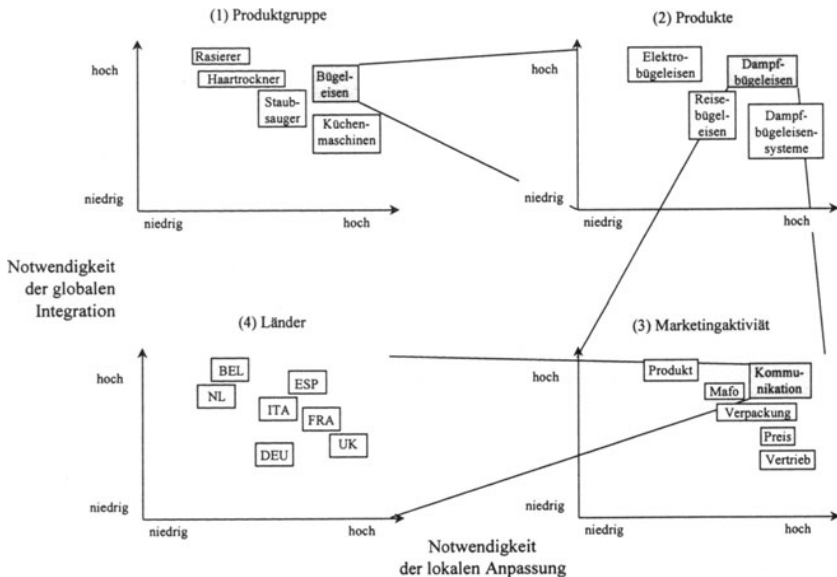 (1) Produktgruppe
hoch
Rasierer
Haartrockner
Staub-
sauger
Bügel-
eisen
Küchen-
maschinen
niedrig
niedrig
hoch
(2) Produkte
hoch
Elektro-
bügeleisen
Dampf-
bügeleisen
Reise-
bügel-
eisen
Dampf-
bügeleisen-
systeme
niedrig
niedrig
hoch
Notwendigkeit
der globalen
Integration
(4) Länder
hoch
BEL
NL
ESP
ITA
FRA
DEU
UK
niedrig
niedrig
hoch
(3) Marketingaktiviät
hoch
Produkt
Kommu-
nikation
Mafo
Verpackung
Preis
Vertrieb
niedrig
niedrig
hoch
Notwendigkeit
der lokalen Anpassung